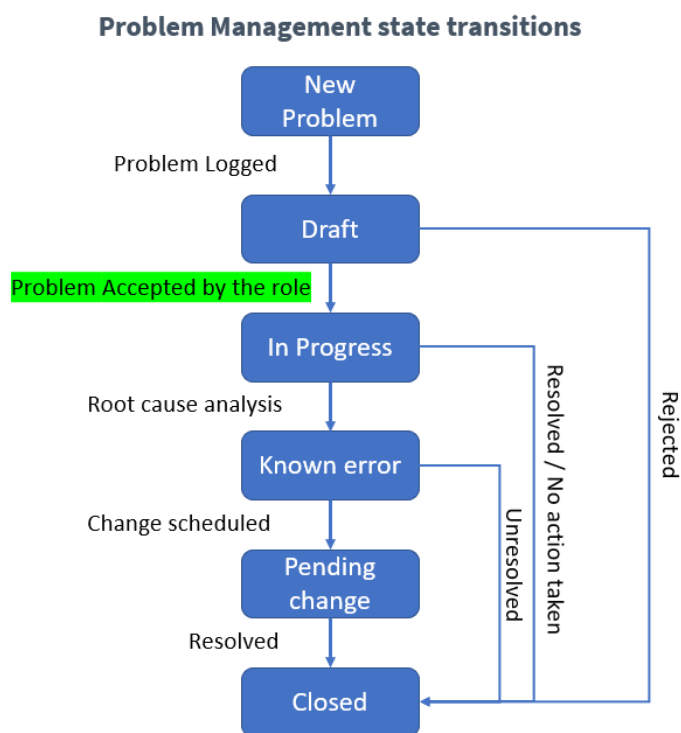 Problem Management state transitions
New
Problem
Problem Logged
Draft
Problem Accepted by the role
In Progress
Root cause analysis
Known error
Change scheduled
Pending
change
Resolved
Closed
Unresolved
Resolved / No action taken
Rejected